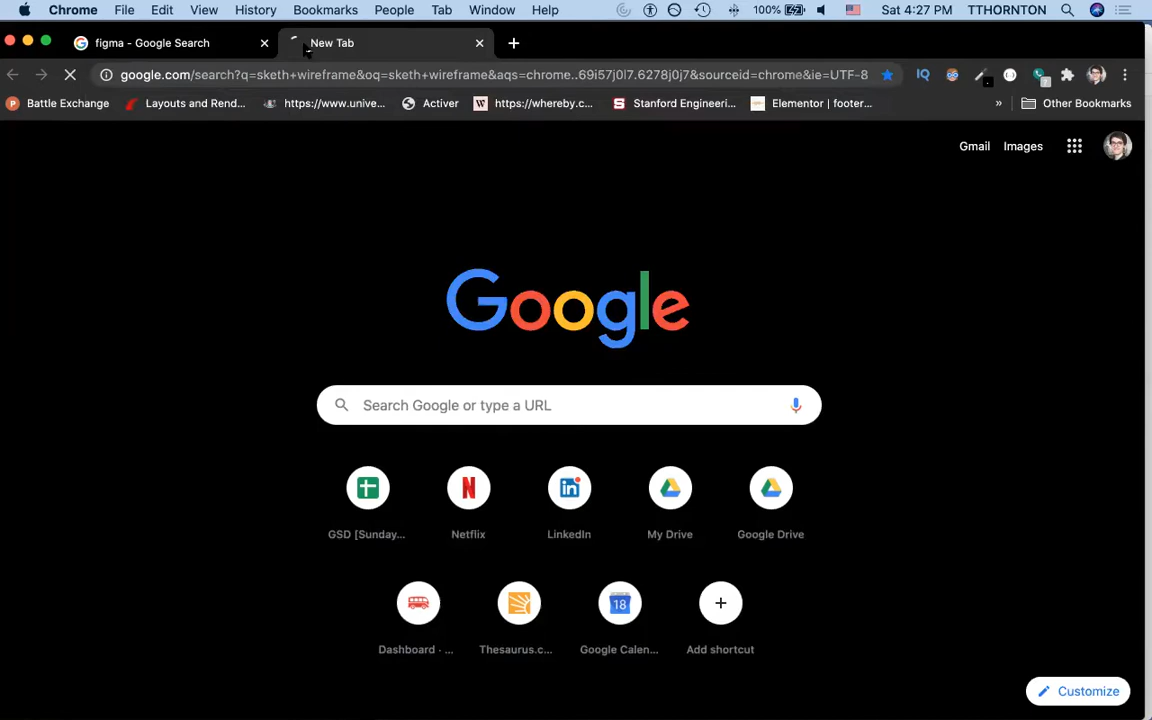 Chrome File Edit View History Bookmarks People Tab Window Help 100% Sat 4:27 PM TTHORNTON
figma - Google Search New Tab
google.com/search?q=sketh+wireframe&oq=sketh+wireframe&aqs=chrome..69i57j0l7.6278j0j7&sourceid=chrome&ie=UTF-8 IQ
Battle Exchange Layouts and Rend... https://www.unive... Activer https://whereby.c... Stanford Engineeri... Elementor | footer... » Other Bookmarks
Gmail Images
Google
Search Google or type a URL
GSD [Sunday... Netflix LinkedIn My Drive Google Drive
18
Dashboard · ... Thesaurus.c... Google Calen... Add shortcut
Customize